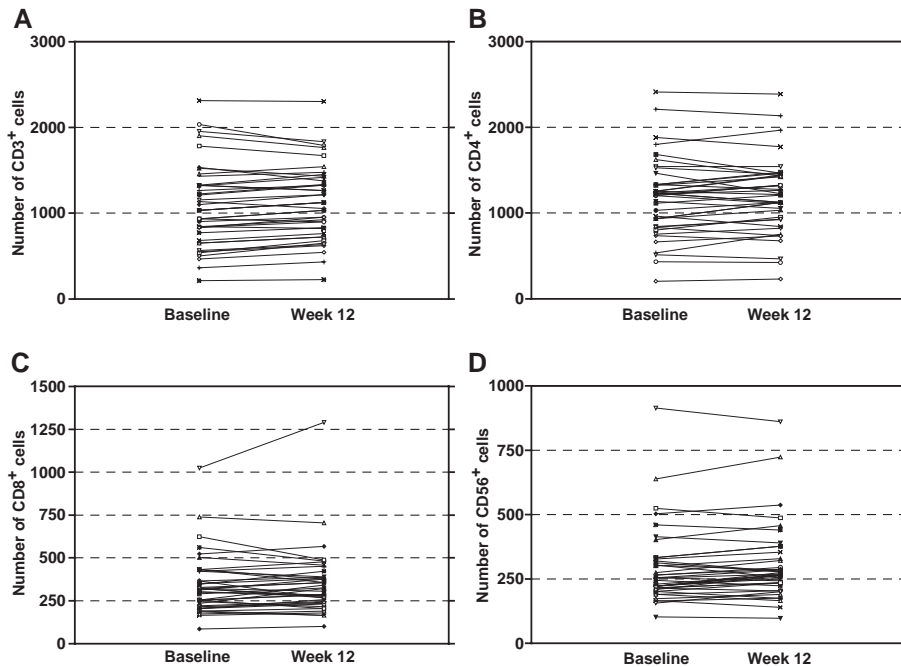 A
Number of CD3+ cells
3000
2000
1000
0
Baseline Week 12
B
Number of CD4+ cells
3000
2000
1000
0
Baseline Week 12
C
Number of CD8+ cells
1500
1250
1000
750
500
250
0
Baseline Week 12
D
Number of CD56+ cells
1000
750
500
250
0
Baseline Week 12